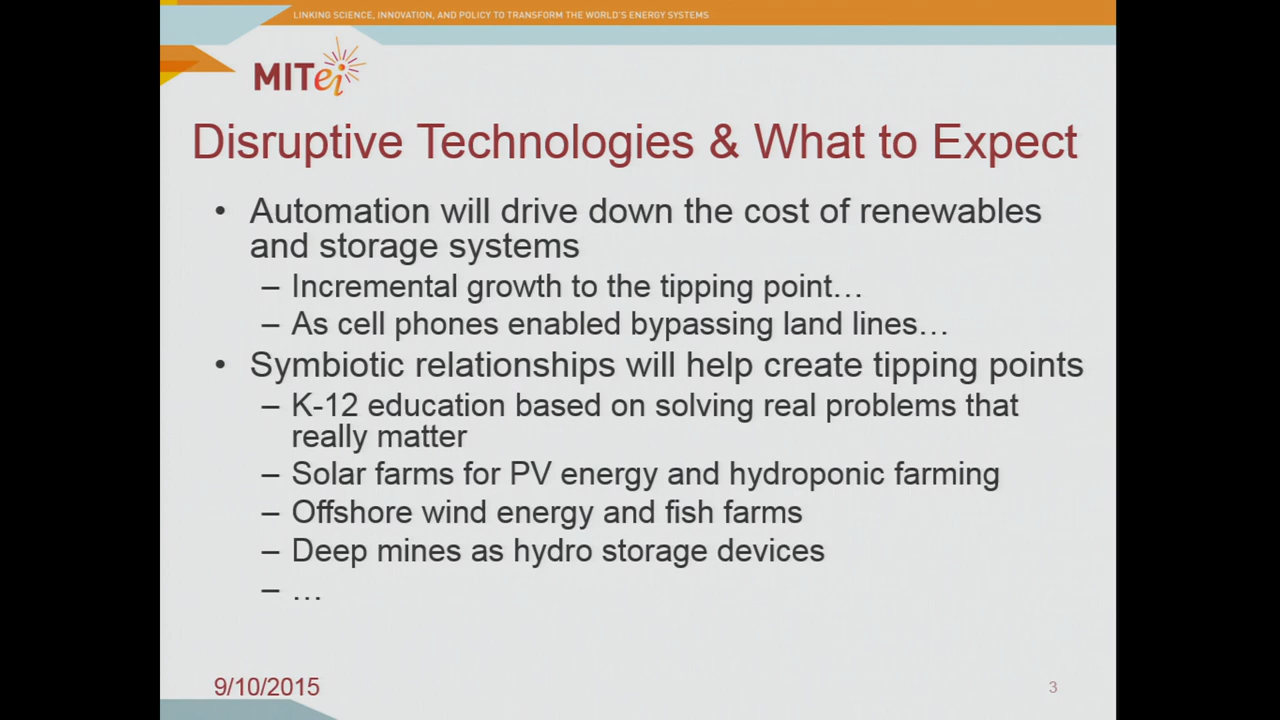 LINKING SCIENCE, INNOVATION, AND POLICY TO TRANSFORM THE WORLD'S ENERGY SYSTEMS
MITei
Disruptive Technologies & What to Expect
• Automation will drive down the cost of renewables
and storage systems
– Incremental growth to the tipping point…
– As cell phones enabled bypassing land lines…
• Symbiotic relationships will help create tipping points
– K-12 education based on solving real problems that
really matter
– Solar farms for PV energy and hydroponic farming
– Offshore wind energy and fish farms
– Deep mines as hydro storage devices
– …
9/10/2015
3